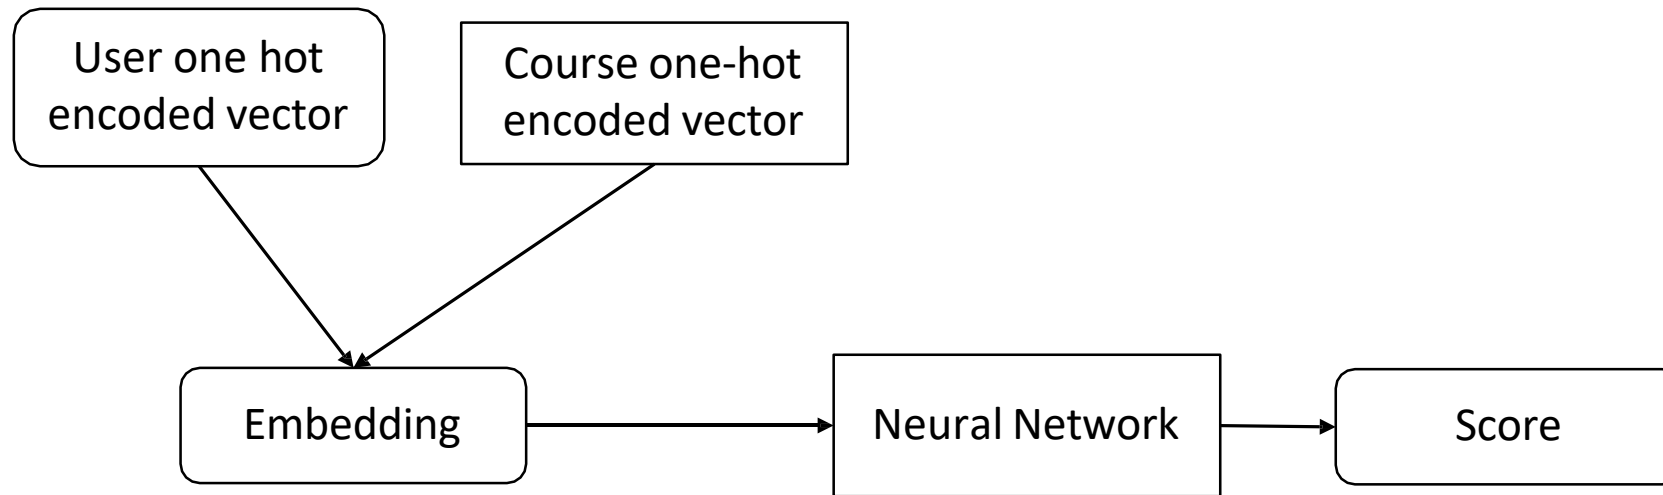 User one hot
encoded vector
Course one-hot
encoded vector
Embedding
Neural Network
Score